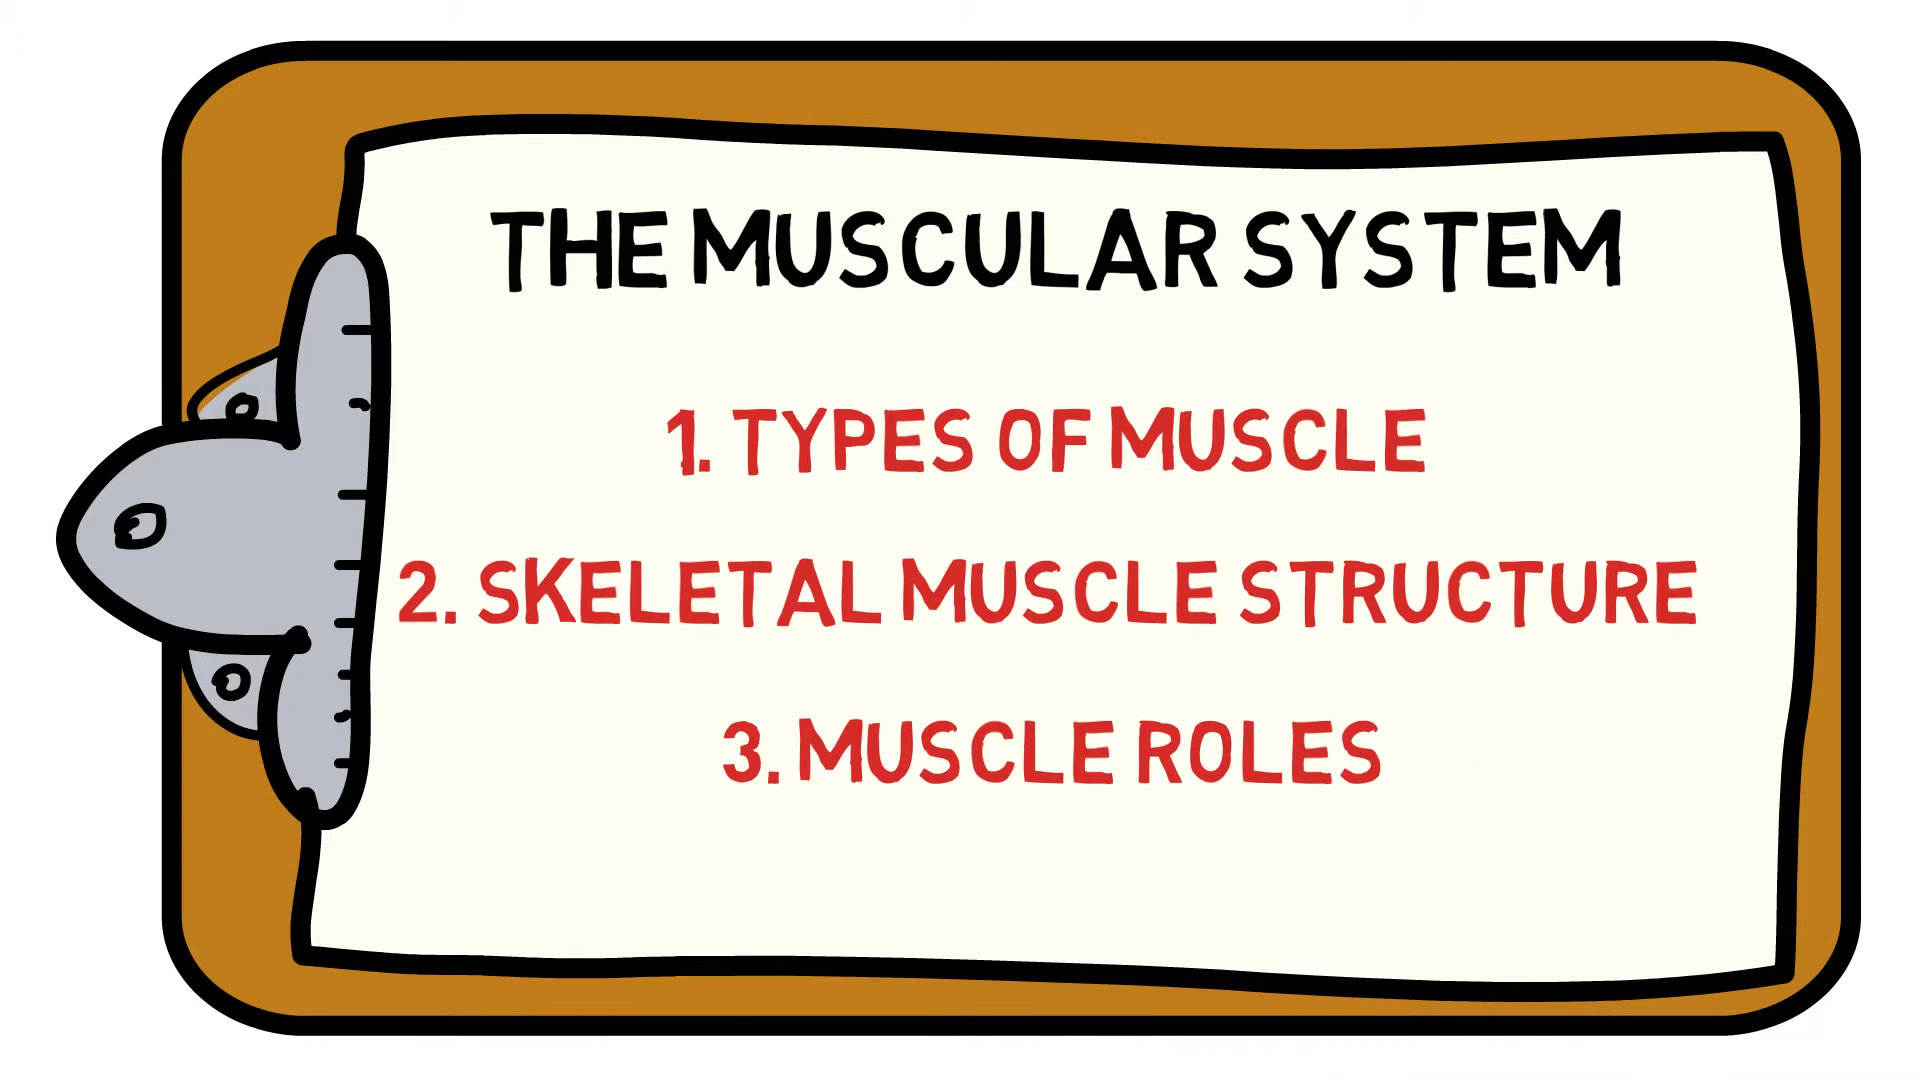 THE MUSCULAR SYSTEM
1. TYPES OF MUSCLE
2. SKELETAL MUSCLE STRUCTURE
3. MUSCLE ROLES